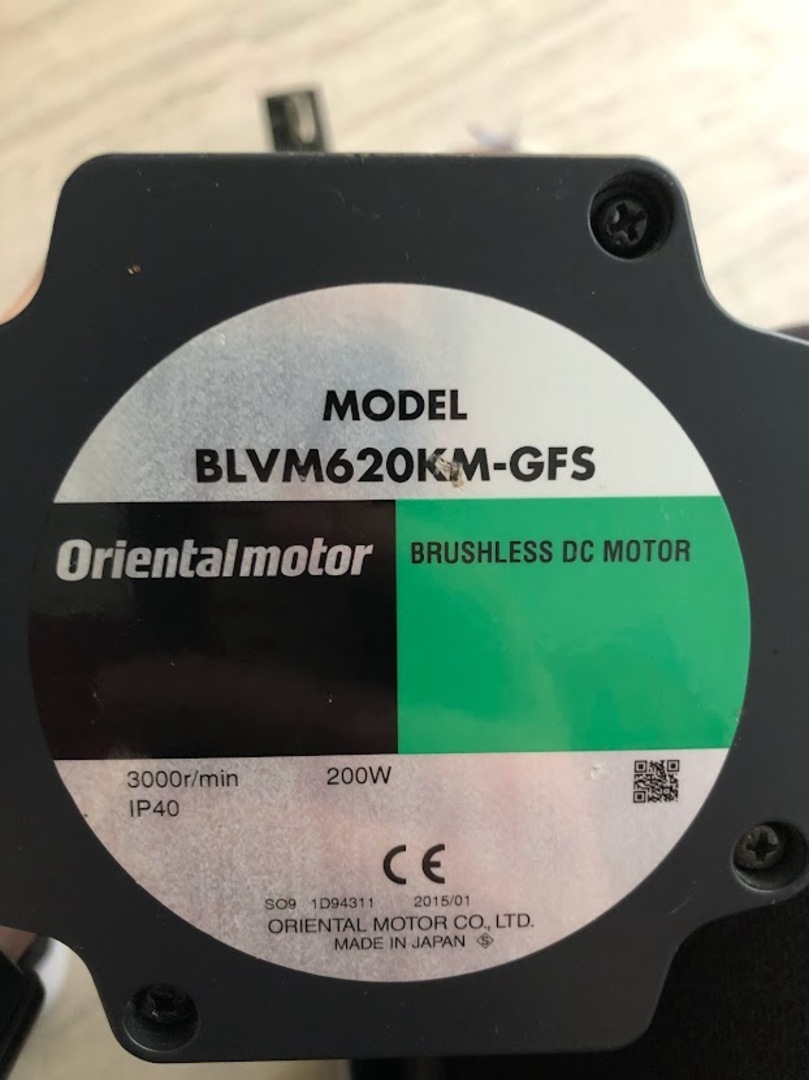 MODEL
BLVM620KM-GFS
Orientalmotor
BRUSHLESS DC MOTOR
3000r/min 200W
IP40
CE
SO9 1D94311 2015/01
ORIENTAL MOTOR CO., LTD.
MADE IN JAPAN S